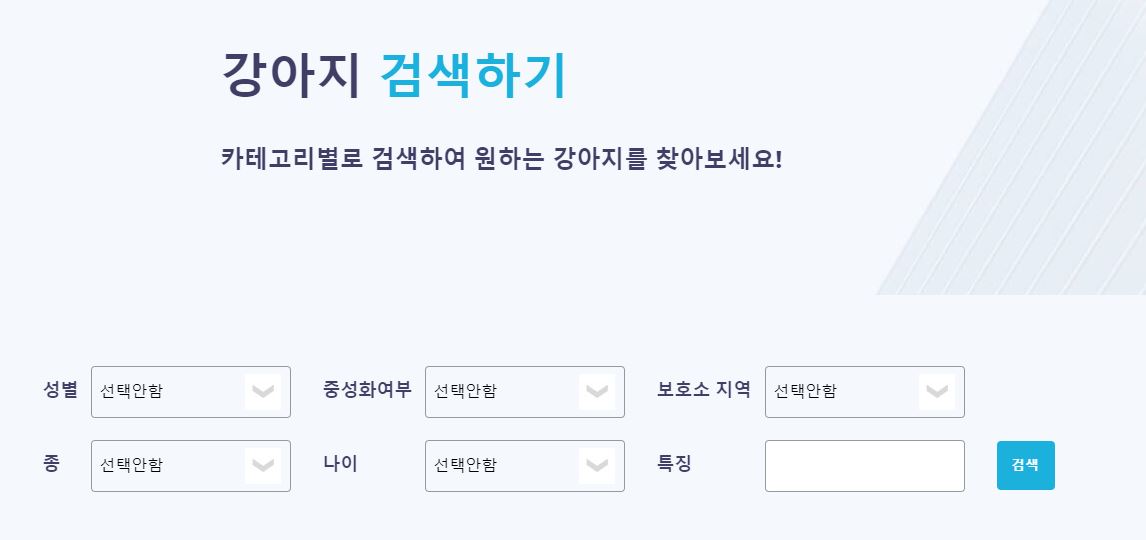 강아지 검색하기
카테고리별로 검색하여 원하는 강아지를 찾아보세요!
성별 선택안함 중성화여부 선택안함 보호소 지역 선택안함
종 선택안함 나이 선택안함 특징 검색